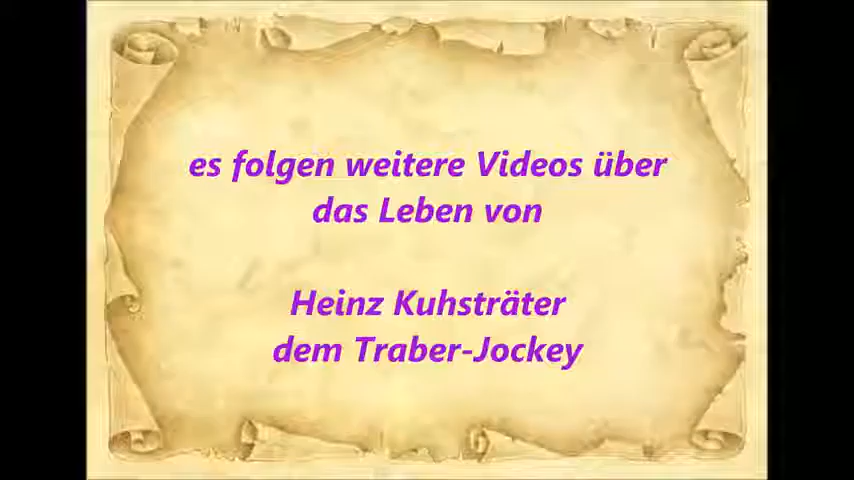 es folgen weitere Videos über
das Leben von
Heinz Kuhsträter
dem Traber-Jockey